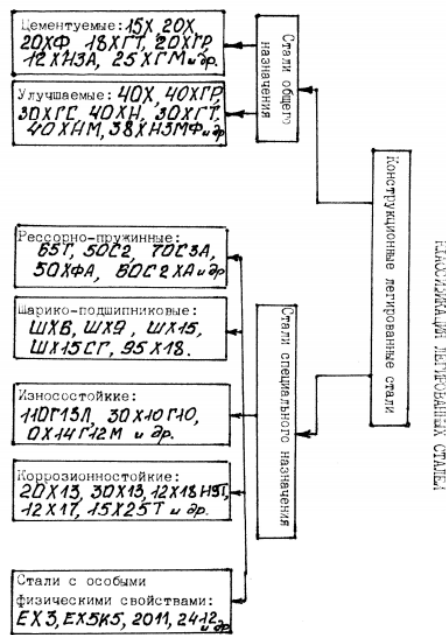 КЛАССИФИКАЦИЯ ЛЕГИРОВАННЫХ СТАЛЕЙ
Конструкционные легированные стали
Стали общего
назначения
Цементуемые: 15Х, 20Х,
20ХФ, 18ХГТ, 20ХГР,
12ХН3А, 25ХГМ и др.
Улучшаемые: 40Х, 40ХГР,
30ХГС, 40ХН, 30ХГТ,
40ХНМ, 38ХН3МФ и др
Стали специального назначения
Рессорно-пружинные:
65Г, 50С2, 70С3А,
50ХФА, 60С2ХА и др
Шарико-подшипниковые:
ШХ6, ШХ9, ШХ15,
ШХ15СГ, 95Х18.
Износостойкие:
110Г13Л, 30Х10Г10,
0Х14Г12М и др.
Коррозионностойкие:
20Х13, 30Х13, 12Х18Н9Т,
12Х17, 15Х25Т и др.
Стали с особыми
физическими свойствами:
ЕХ3, ЕХ5К5, 2011, 2412 и др